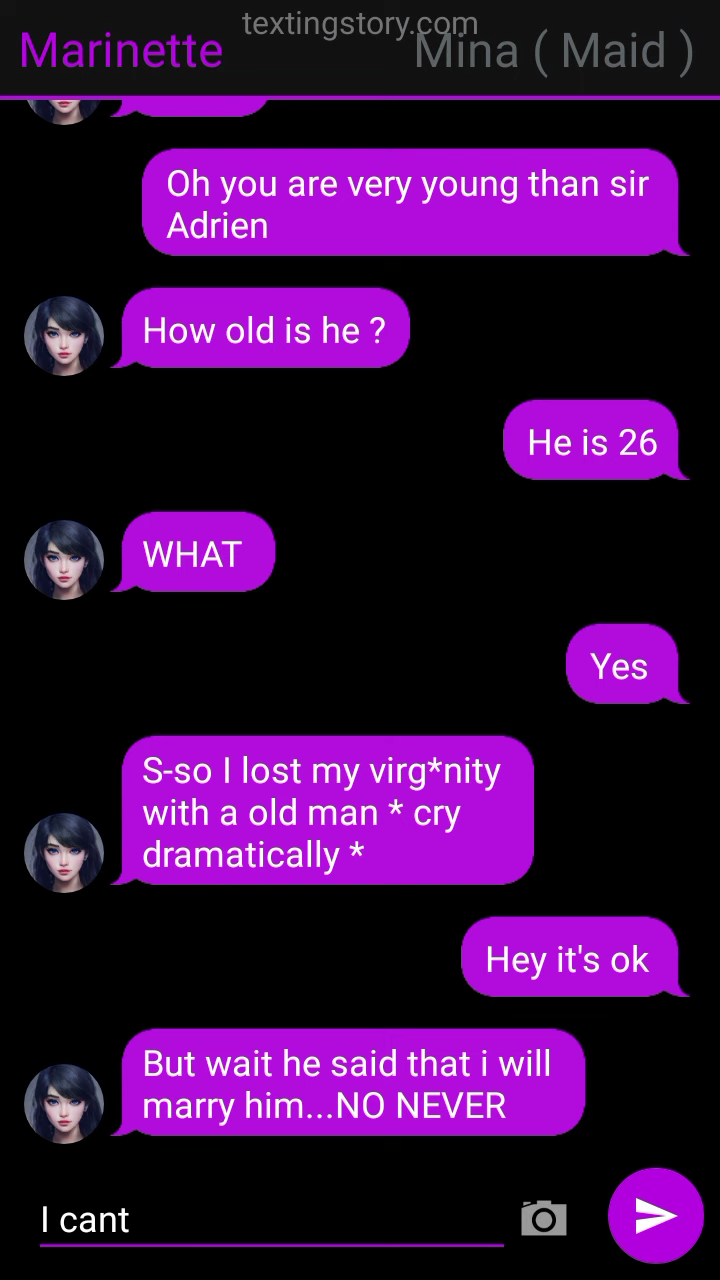 textingstory.com
Marinette
Mina ( Maid )
Oh you are very young than sir
Adrien
How old is he ?
He is 26
WHAT
Yes
S-so I lost my virg*nity
with a old man * cry
dramatically *
Hey it's ok
But wait he said that i will
marry him...NO NEVER
I cant